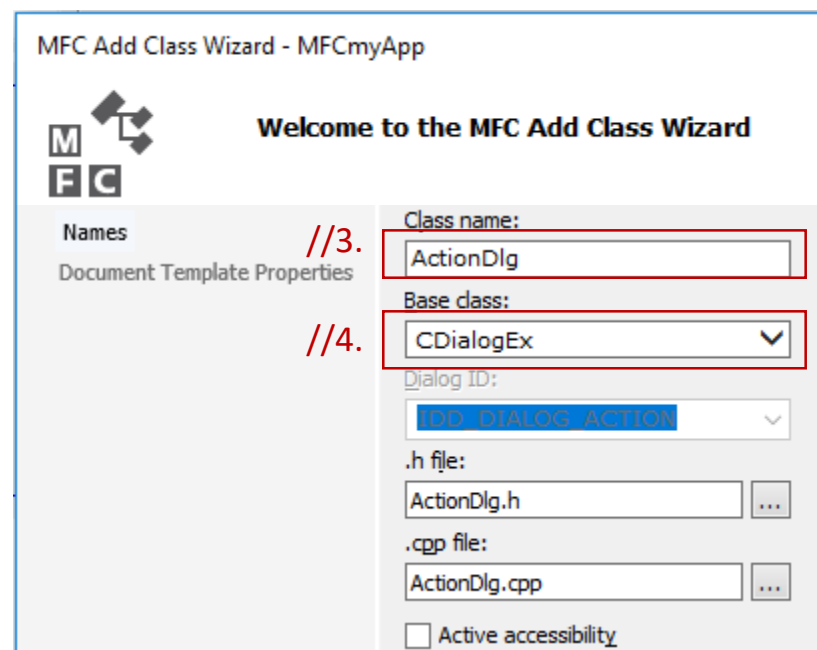 MFC Add Class Wizard - MFCmyApp
M
F C
Welcome to the MFC Add Class Wizard
Names
Document Template Properties
//3.
Class name:
ActionDlg
Base class:
//4.
CDialogEx
Dialog ID:
IDD_DIALOG_ACTION
.h file:
ActionDlg.h
...
.cpp file:
ActionDlg.cpp
...
Active accessibility